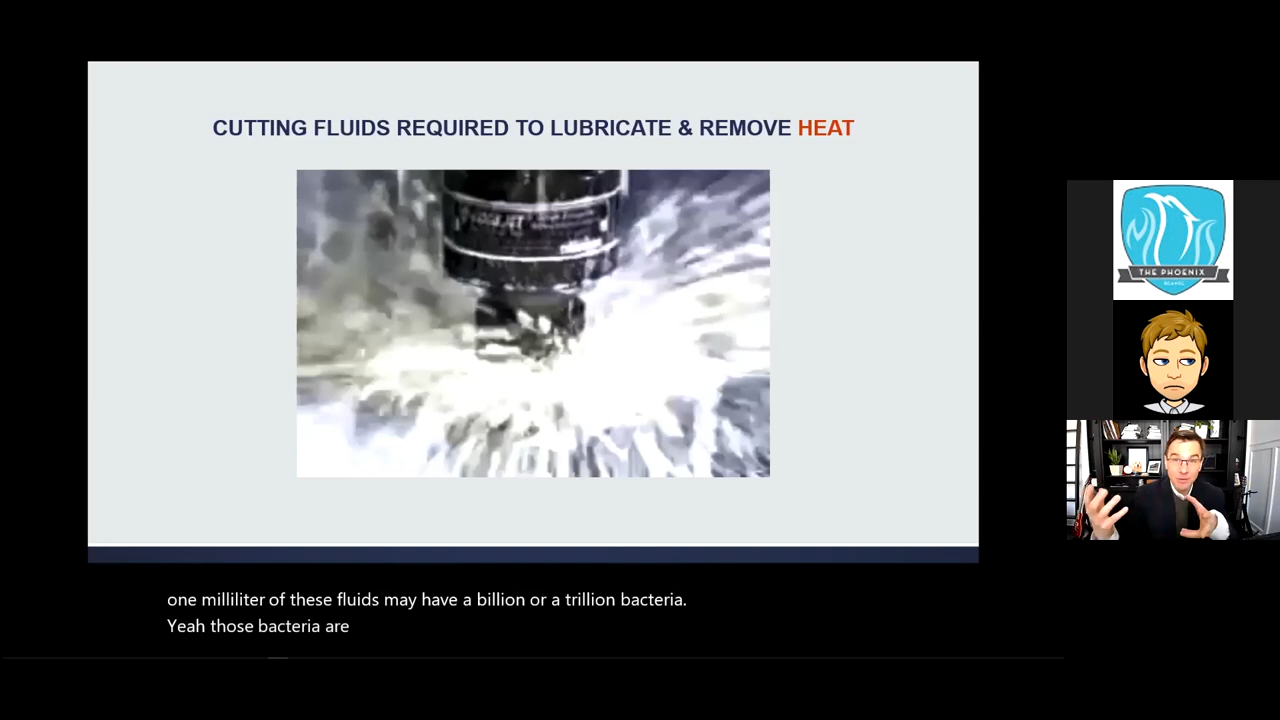 CUTTING FLUIDS REQUIRED TO LUBRICATE & REMOVE HEAT
THE PHOENIX
one milliliter of these fluids may have a billion or a trillion bacteria.
Yeah those bacteria are